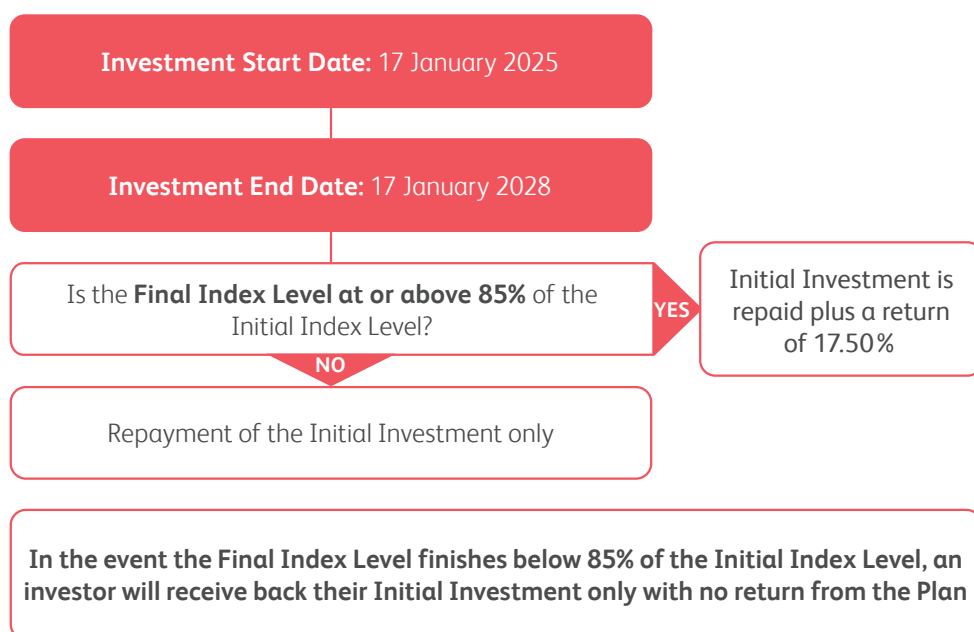 Investment Start Date: 17 January 2025
Investment End Date: 17 January 2028
Is the Final Index Level at or above 85% of the
Initial Index Level?
YES
Initial Investment is
repaid plus a return
of 17.50%
NO
Repayment of the Initial Investment only
In the event the Final Index Level finishes below 85% of the Initial Index Level, an
investor will receive back their Initial Investment only with no return from the Plan